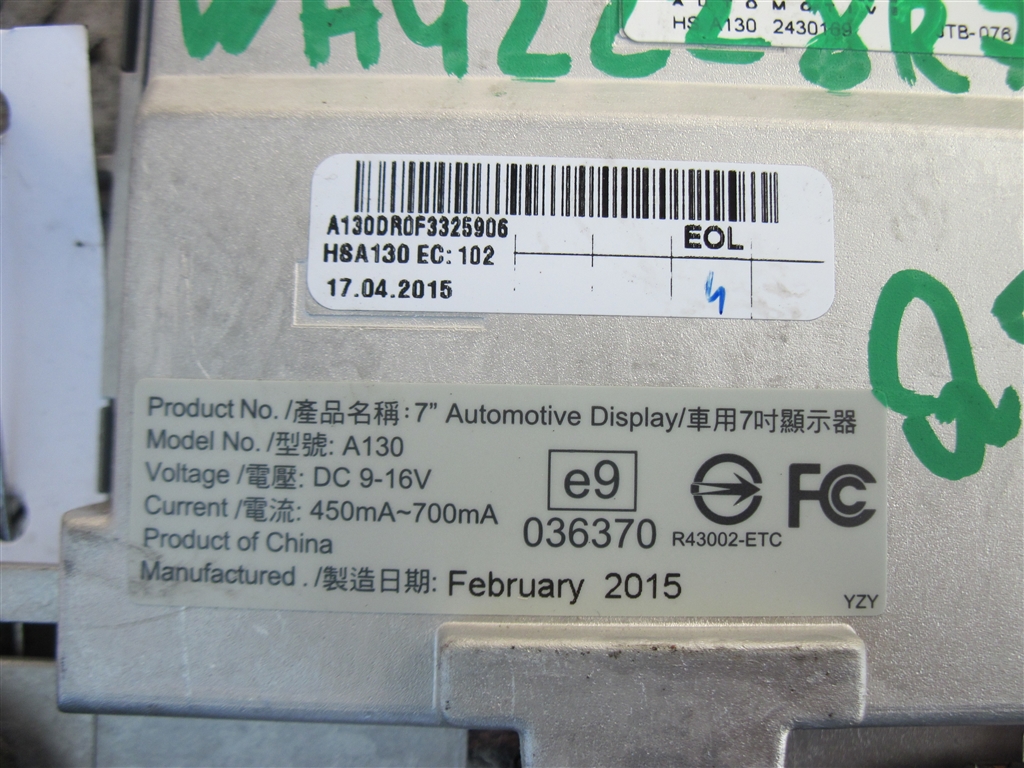 HSA130 2430169
A130DR0F3325906
HSA130 EC: 102
EOL
17.04.2015
Product No. /產品名稱: 7” Automotive Display/車用7吋顯示器
Model No. /型號: A130
Voltage /電壓: DC 9-16V
Current /電流: 450mA~700mA
Product of China
Manufactured . /製造日期: February 2015
e9
036370
R43002-ETC
FC
YZY